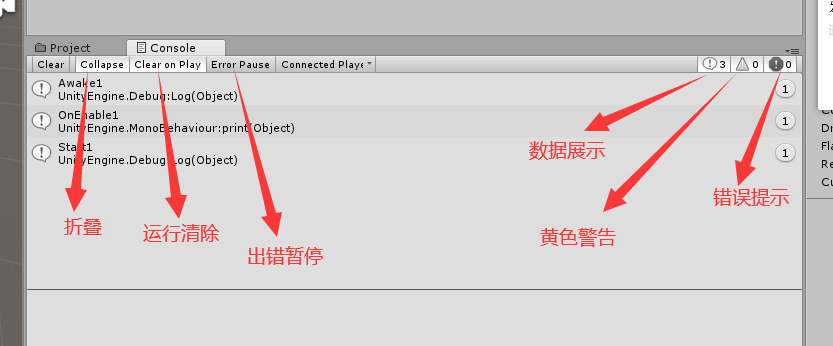 Project
Console
Clear
Collapse
Clear on Play
Error Pause
Connected Playe
3
0
0
Awake1
UnityEngine.Debug:Log(Object)
1
OnEnable1
UnityEngine.MonoBehaviour:print(Object)
1
Start1
UnityEngine.Debug:Log(Object)
1
数据展示
错误提示
折叠
运行清除
黄色警告
出错暂停
Dr
Fla
Re
Cu